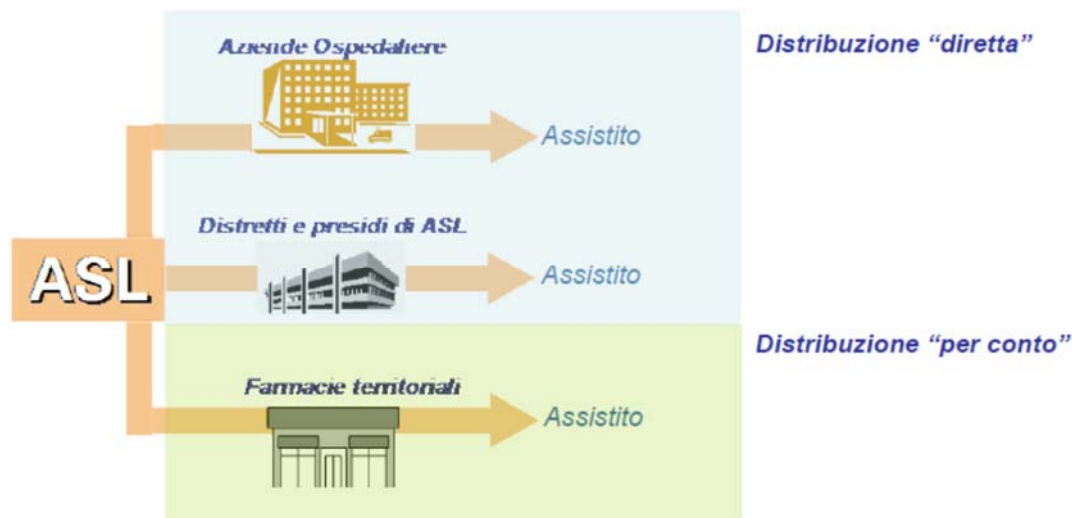 Aziende Ospedaliere
Distribuzione “diretta”
Assistito
Distretti e presidi di ASL
ASL
Assistito
Distribuzione “per conto”
Farmacie territoriali
Assistito